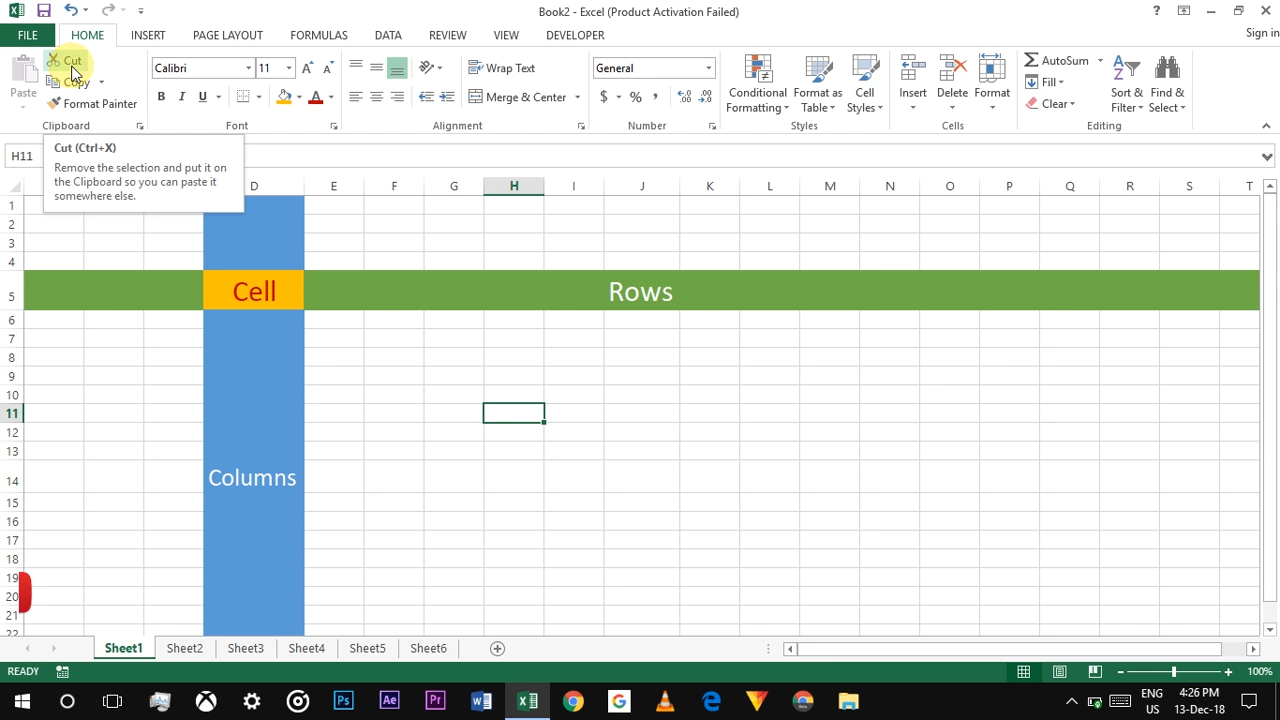 Book2 - Excel (Product Activation Failed)
?
FILE HOME INSERT PAGE LAYOUT FORMULAS DATA REVIEW VIEW DEVELOPER Sign in
Paste
Cut
Copy
Format Painter
Clipboard
Calibri 11
B I U A
Font
Wrap Text
Merge & Center
Alignment
General
$ % ,
Number
Conditional Formatting
Format as Table
Cell Styles
Styles
Insert Delete Format
Cells
AutoSum
Fill
Clear
Sort & Filter
Find & Select
Editing
H11
Cut (Ctrl+X)
Remove the selection and put it on
the Clipboard so you can paste it
somewhere else.
D E F G H I J K L M N O P Q R S T
1
2
3
4
5 Cell Rows
6
7
8
9
10
11
12
13
14 Columns
15
16
17
18
19
20
21
22
Sheet1 Sheet2 Sheet3 Sheet4 Sheet5 Sheet6
READY 100%
Ps Ae Pr
ENG
US
4:26 PM
13-Dec-18